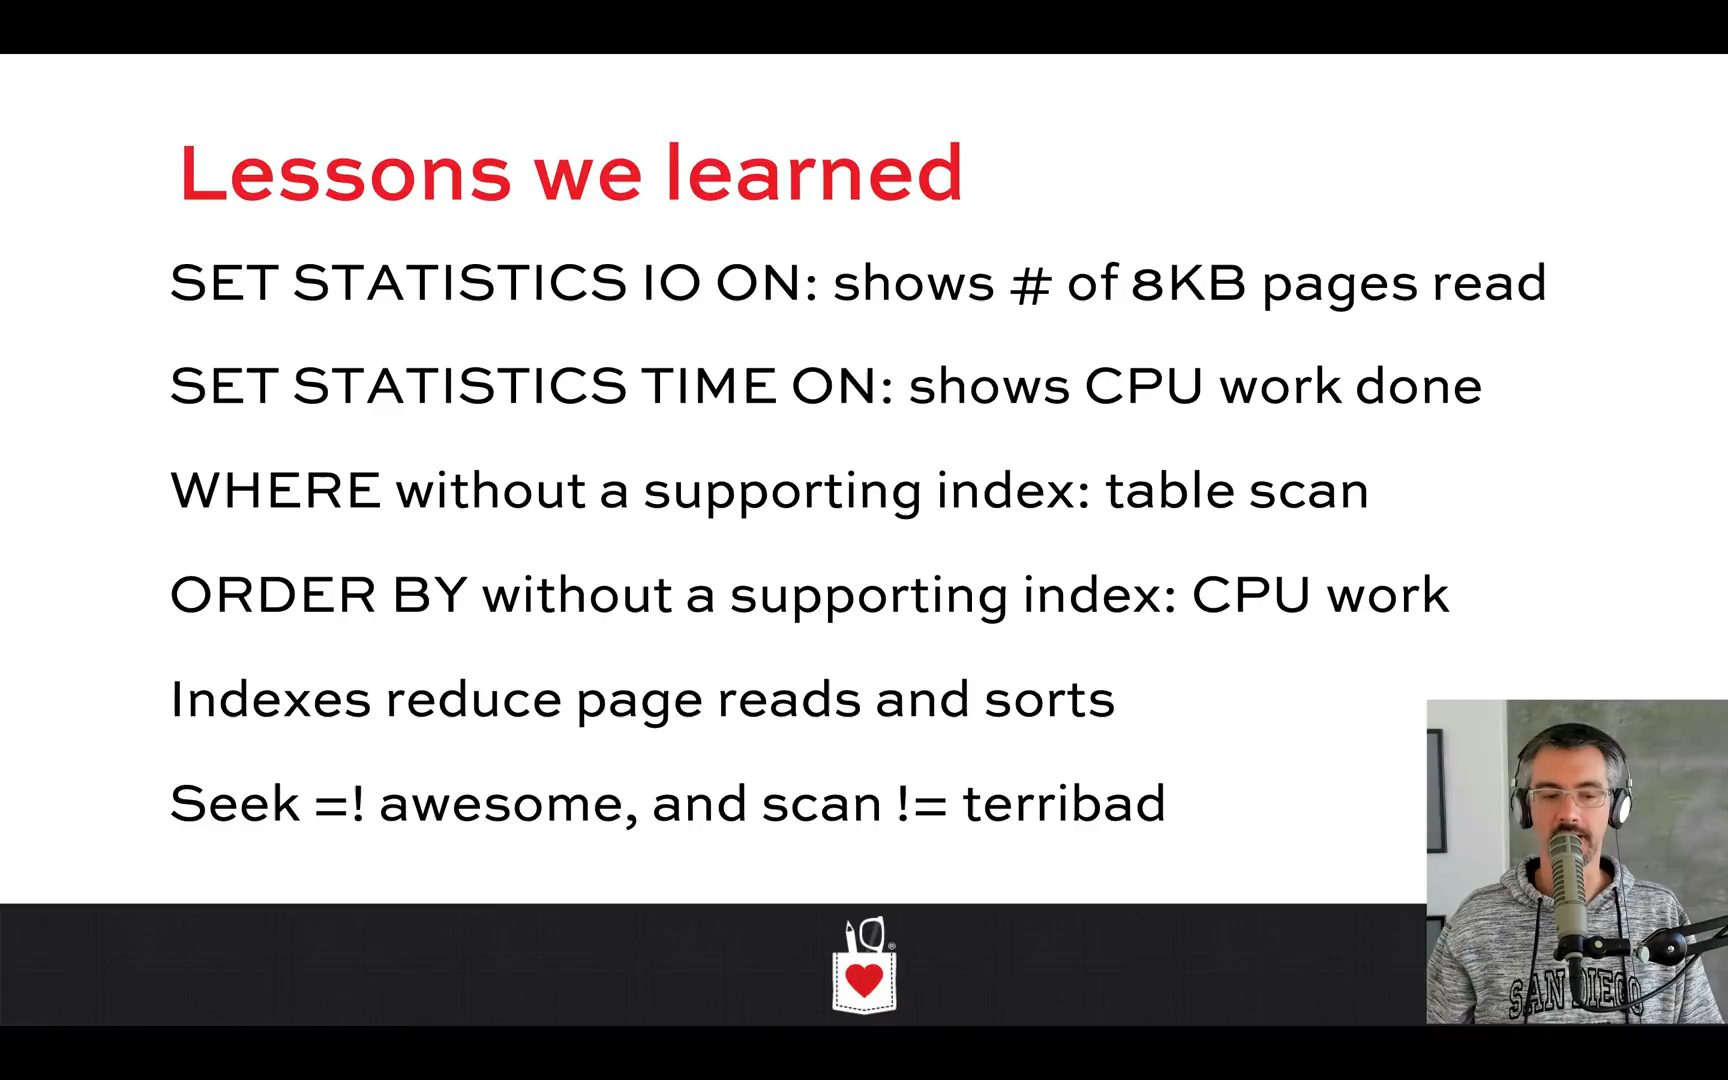 Lessons we learned
SET STATISTICS IO ON: shows # of 8KB pages read
SET STATISTICS TIME ON: shows CPU work done
WHERE without a supporting index: table scan
ORDER BY without a supporting index: CPU work
Indexes reduce page reads and sorts
Seek =! awesome, and scan != terribad
®
SAN DIEGO